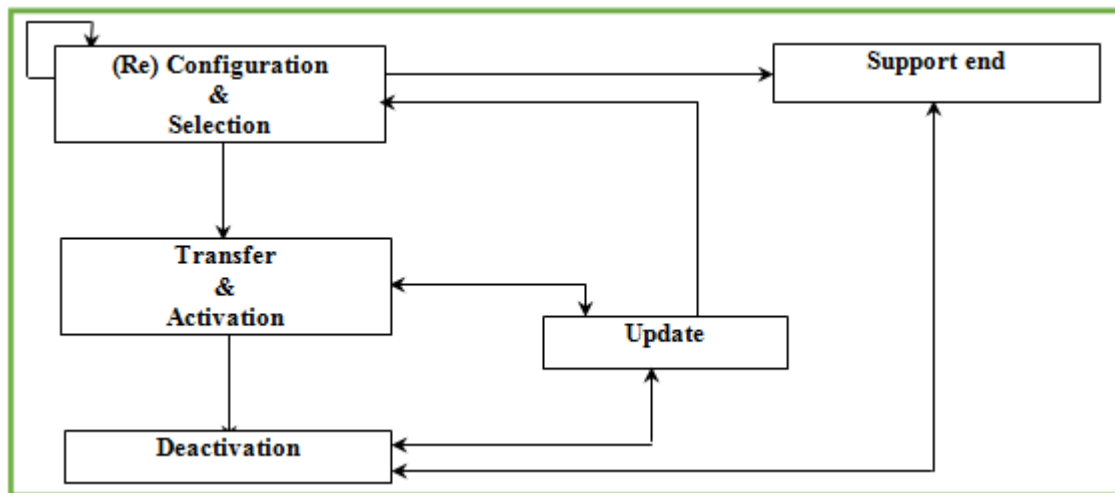 (Re) Configuration
&
Selection
Support end
Transfer
&
Activation
Update
Deactivation